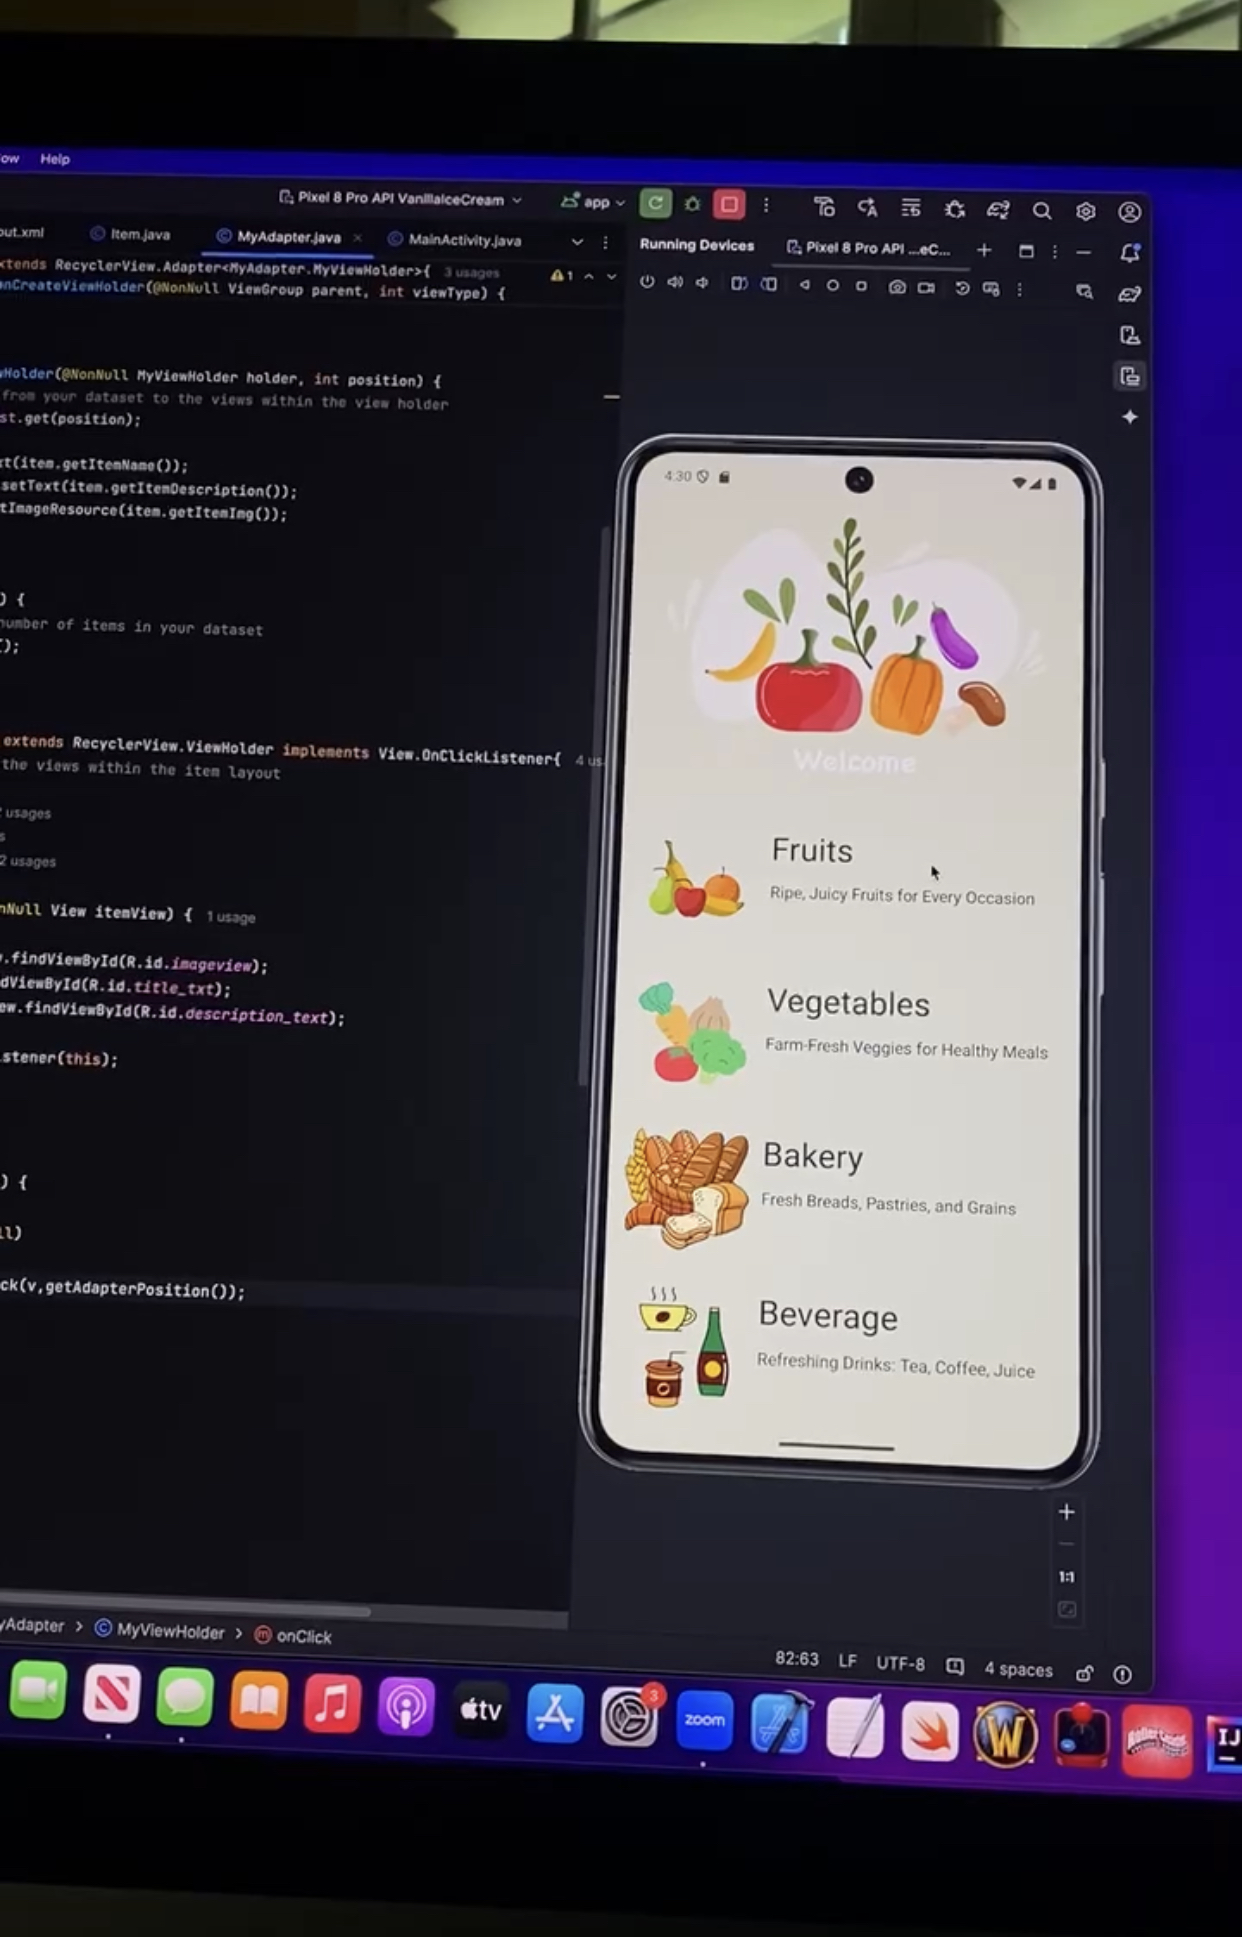 ow Help
Pixel 8 Pro API VanillaIceCream app
out.xml Item.java MyAdapter.java MainActivity.java
Running Devices Pixel 8 Pro API ...eC...
xtends RecyclerView.Adapter<MyAdapter.MyViewHolder>{ 3 usages 1
onCreateViewHolder(@NonNull ViewGroup parent, int viewType) {
wHolder(@NonNull MyViewHolder holder, int position) {
from your dataset to the views within the view holder
st.get(position);
xt(item.getItemName());
setText(item.getItemDescription());
tImageResource(item.getItemImg());
) {
number of items in your dataset
();
extends RecyclerView.ViewHolder implements View.OnClickListener{ 4 us
the views within the item layout
2 usages
s
2 usages
nNull View itemView) { 1 usage
w.findViewById(R.id.imageview);
dViewById(R.id.title_txt);
ew.findViewById(R.id.description_text);
istener(this);
) {
ll)
ck(v,getAdapterPosition());
4:30
Welcome
Fruits
Ripe, Juicy Fruits for Every Occasion
Vegetables
Farm-Fresh Veggies for Healthy Meals
Bakery
Fresh Breads, Pastries, and Grains
Beverage
Refreshing Drinks: Tea, Coffee, Juice
1:1
yAdapter > MyViewHolder > onClick
82:63 LF UTF-8 4 spaces
tv
3
zoom
W
IJ